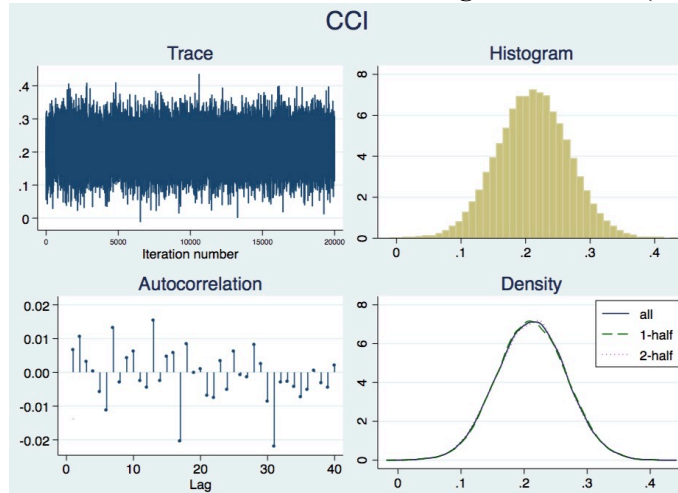 CCI
Trace
.4
.3
.2
.1
0
0 5000 10000 15000 20000
Iteration number
Histogram
8
6
4
2
0
0 .1 .2 .3 .4
Autocorrelation
0.02
0.01
0.00
-0.01
-0.02
0 10 20 30 40
Lag
Density
8
6
4
2
0
all
1-half
2-half
0 .1 .2 .3 .4